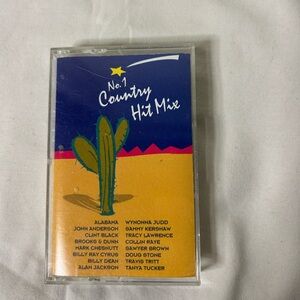 No.1
Country
Hit Mix
ALABAMA
JOHN ANDERSON
CLINT BLACK
BROOKS & DUNN
MARK CHESNUTT
BILLY RAY CYRUS
BILLY DEAN
ALAN JACKSON
WYNONNA JUDD
SAMMY KERSHAW
TRACY LAWRENCE
COLLIN RAYE
SAWYER BROWN
DOUG STONE
TRAVIS TRITT
TANYA TUCKER